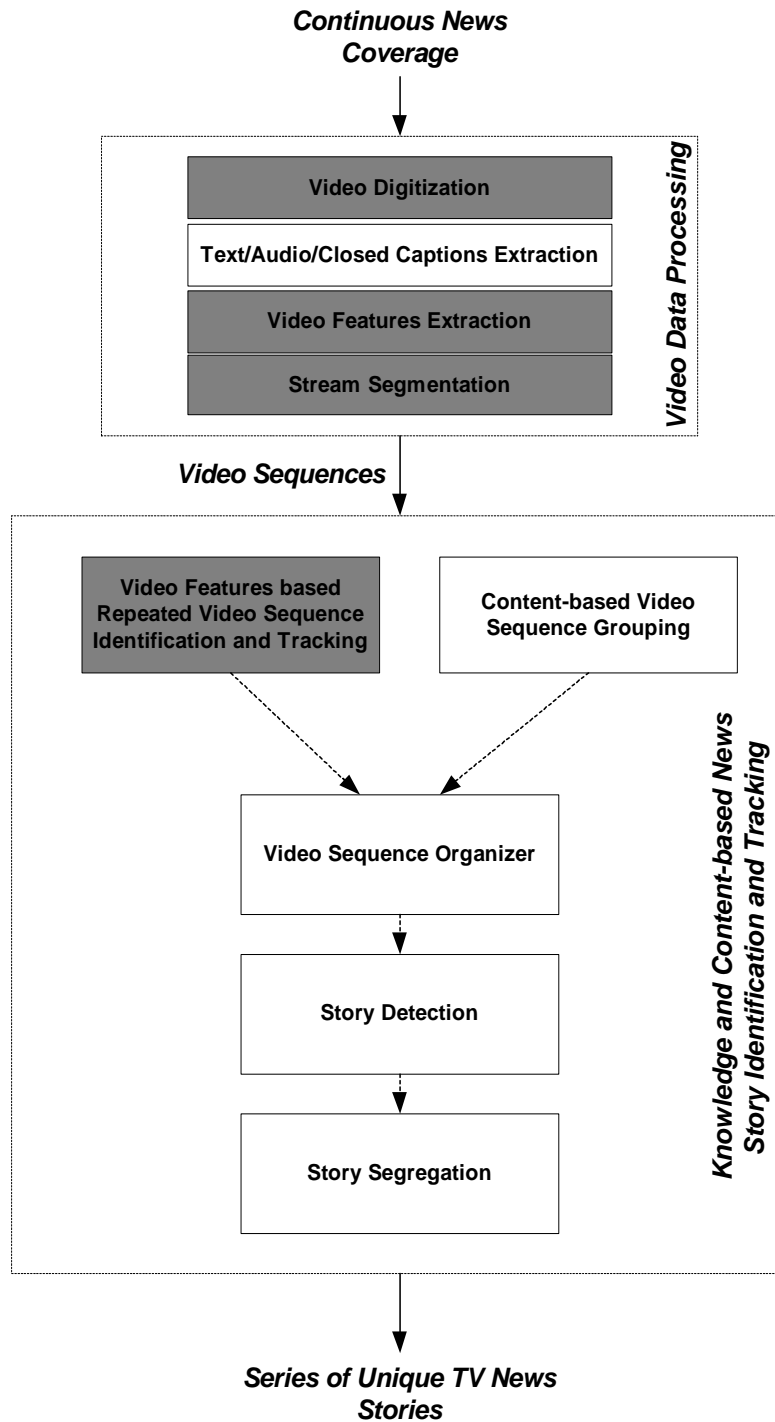 Continuous News
Coverage
Video Digitization
Text/Audio/Closed Captions Extraction
Video Features Extraction
Stream Segmentation
Video Data Processing
Video Sequences
Video Features based
Repeated Video Sequence
Identification and Tracking
Content-based Video
Sequence Grouping
Video Sequence Organizer
Story Detection
Story Segregation
Knowledge and Content-based News
Story Identification and Tracking
Series of Unique TV News
Stories